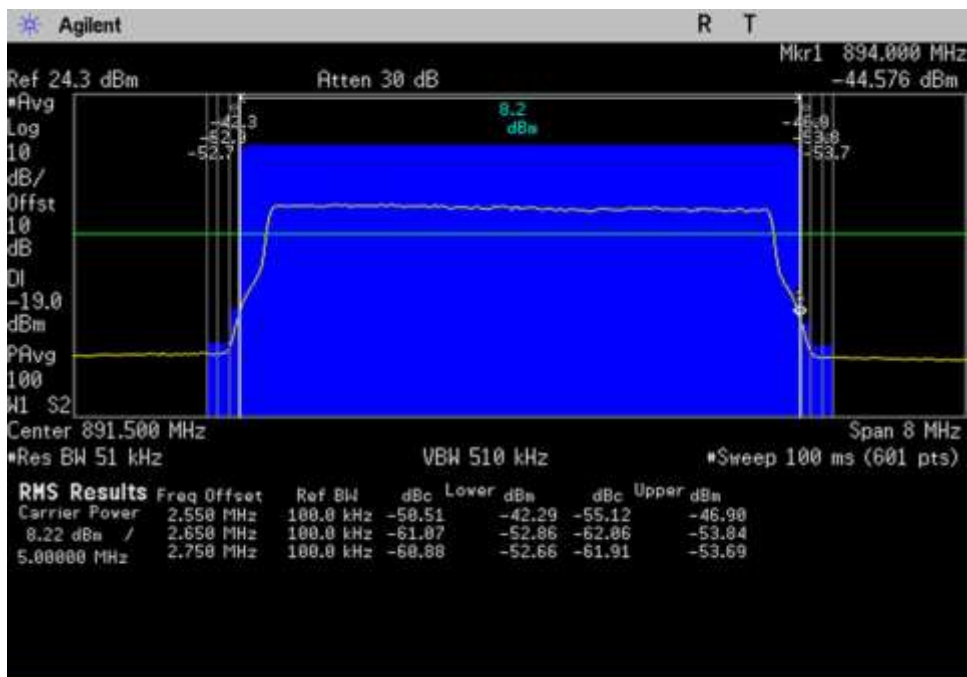 Agilent R T
Mkr1 894.000 MHz
Ref 24.3 dBm Atten 30 dB -44.576 dBm
#Avg
Log
10
dB/
Offst
10
dB
DI
-19.0
dBm
PAvg
100
W1 S2
8.2
dBm
-52.7
Center 891.500 MHz Span 8 MHz
#Res BW 51 kHz VBW 510 kHz #Sweep 100 ms (601 pts)
RMS Results Freq Offset Ref BW dBc Lower dBm dBc Upper dBm
Carrier Power 2.550 MHz 100.0 kHz -50.51 -42.29 -55.12 -46.90
8.22 dBm / 2.650 MHz 100.0 kHz -61.07 -52.86 -62.06 -53.84
5.00000 MHz 2.750 MHz 100.0 kHz -60.88 -52.66 -61.91 -53.69